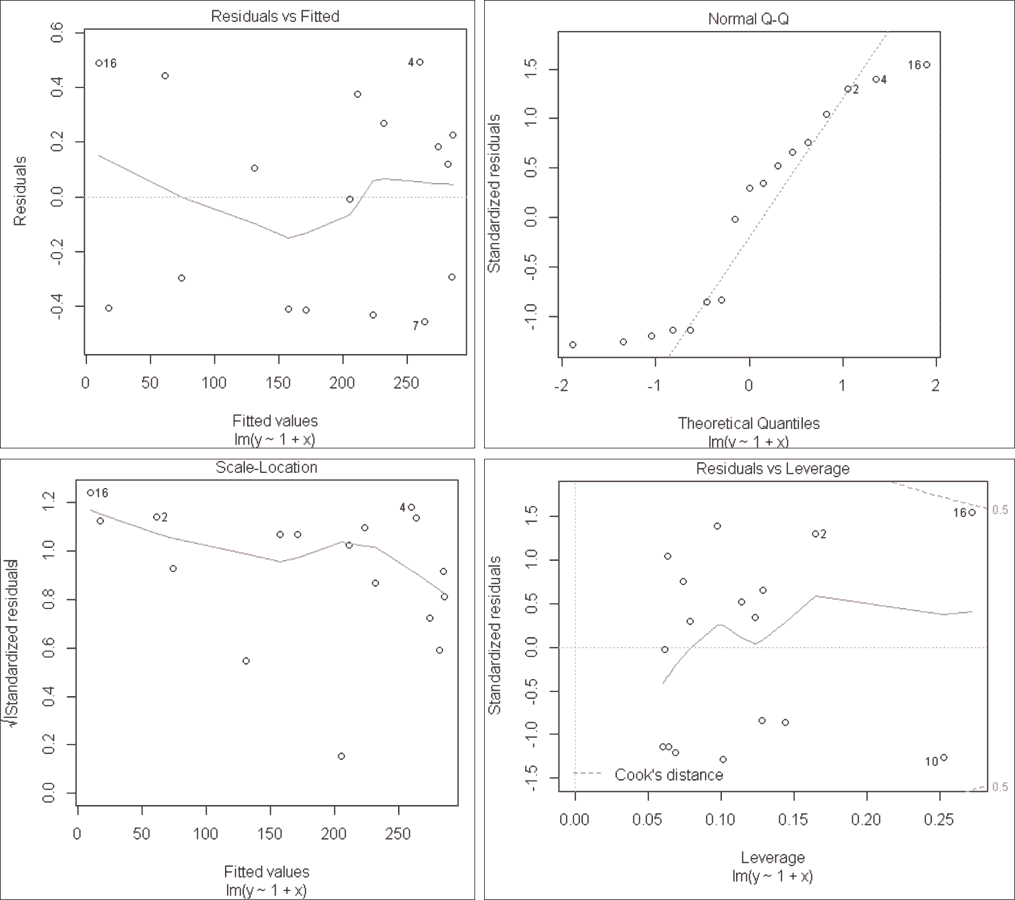 Residuals vs Fitted
Residuals
0.6
0.4
0.2
0.0
-0.2
-0.4
16
4
7
0 50 100 150 200 250
Fitted values
lm(y ~ 1 + x)
Normal Q-Q
Standardized residuals
1.5
1.0
0.5
0.0
-0.5
-1.0
16
4
2
-2 -1 0 1 2
Theoretical Quantiles
lm(y ~ 1 + x)
Scale-Location
√|Standardized residuals|
1.2
1.0
0.8
0.6
0.4
0.2
0.0
16
2
4
0 50 100 150 200 250
Fitted values
lm(y ~ 1 + x)
Residuals vs Leverage
Standardized residuals
1.5
1.0
0.5
0.0
-0.5
-1.0
-1.5
0.5
16
2
10
Cook's distance
0.5
0.00 0.05 0.10 0.15 0.20 0.25
Leverage
lm(y ~ 1 + x)